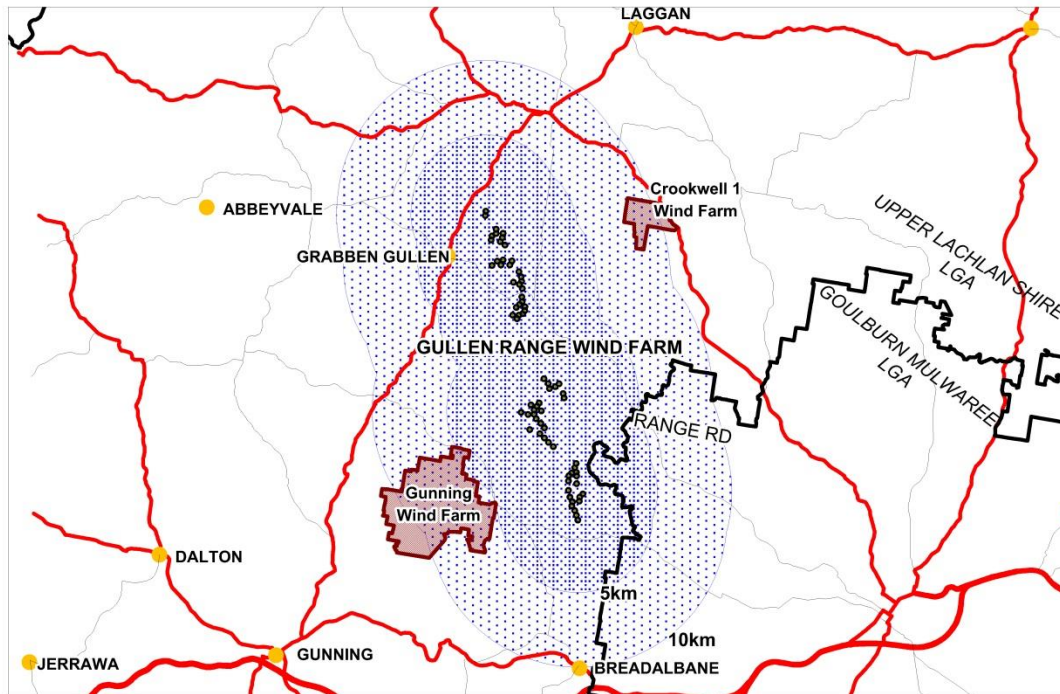 LAGGAN
Crookwell 1
Wind Farm
ABBEYVALE
UPPER LACHLAN SHIRE
LGA
GRABBEN GULLEN
GOULBURN MULWAREE
LGA
GULLEN RANGE WIND FARM
RANGE RD
Gunning
Wind Farm
DALTON
5km
10km
GUNNING
JERRAWA
BREADALBANE